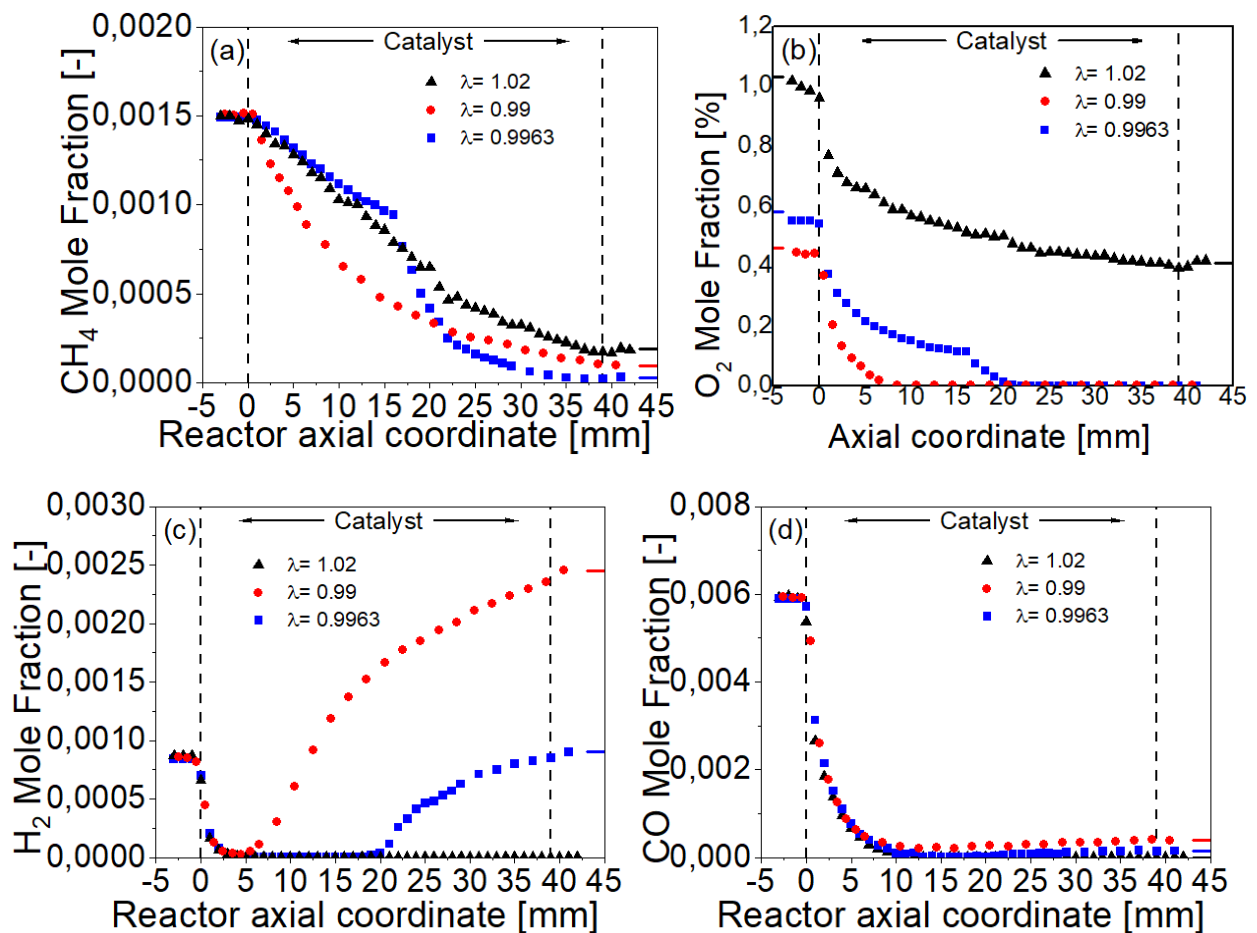 (a)
Catalyst
λ= 1.02
λ= 0.99
λ= 0.9963
0,0020
0,0015
0,0010
0,0005
0,0000
CH4 Mole Fraction [-]
-5 0 5 10 15 20 25 30 35 40 45
Reactor axial coordinate [mm]
(b)
Catalyst
λ= 1.02
λ= 0.99
λ= 0.9963
1,2
1,0
0,8
0,6
0,4
0,2
0,0
O2 Mole Fraction [%]
-5 0 5 10 15 20 25 30 35 40 45
Axial coordinate [mm]
(c)
Catalyst
λ= 1.02
λ= 0.99
λ= 0.9963
0,0030
0,0025
0,0020
0,0015
0,0010
0,0005
0,0000
H2 Mole Fraction [-]
-5 0 5 10 15 20 25 30 35 40 45
Reactor axial coordinate [mm]
(d)
Catalyst
λ= 1.02
λ= 0.99
λ= 0.9963
0,008
0,006
0,004
0,002
0,000
CO Mole Fraction [-]
-5 0 5 10 15 20 25 30 35 40 45
Reactor axial coordinate [mm]